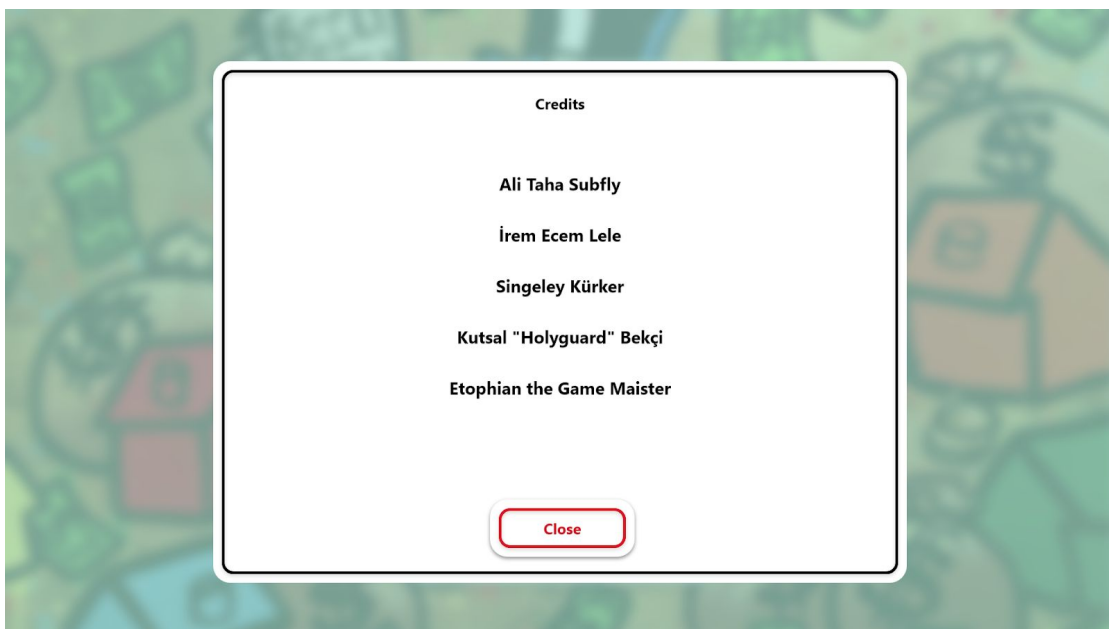 Credits
Ali Taha Subfly
İrem Ecem Lele
Singeley Kürker
Kutsal "Holyguard" Bekçi
Etophian the Game Maister
Close